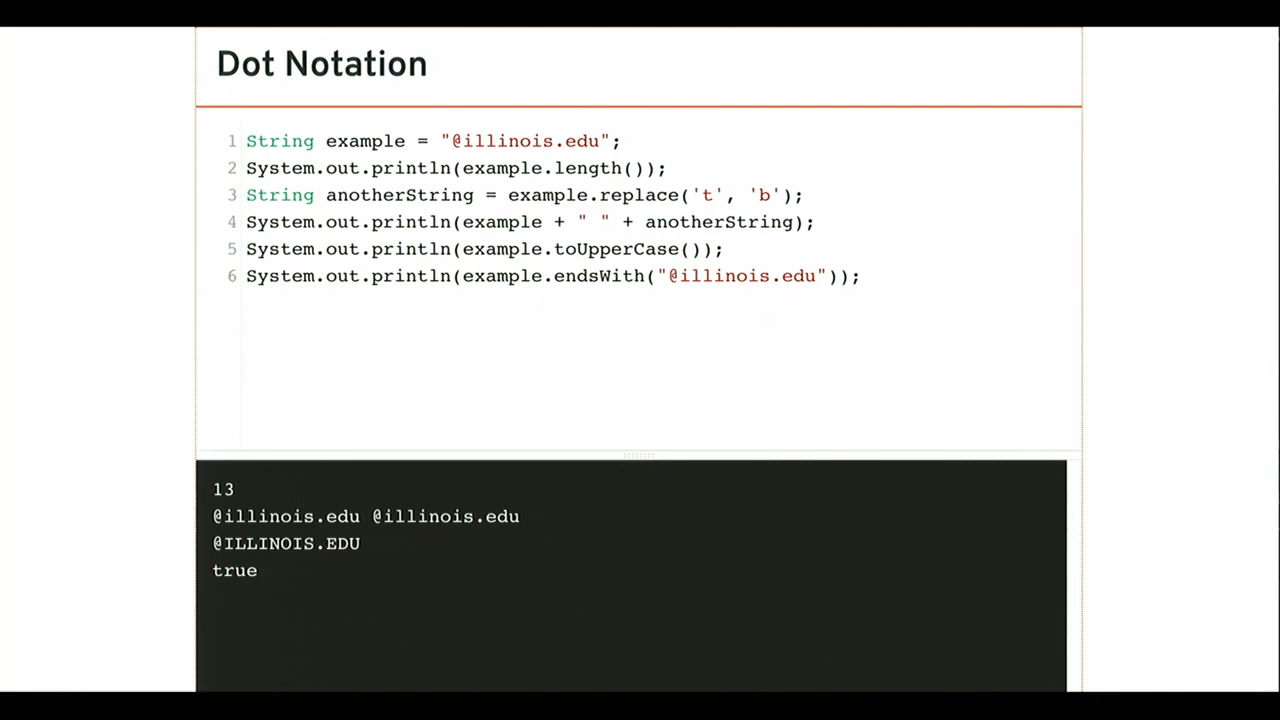 Dot Notation
1 String example = "@illinois.edu";
2 System.out.println(example.length());
3 String anotherString = example.replace('t', 'b');
4 System.out.println(example + " " + anotherString);
5 System.out.println(example.toUpperCase());
6 System.out.println(example.endsWith("@illinois.edu"));
13
@illinois.edu @illinois.edu
@ILLINOIS.EDU
true